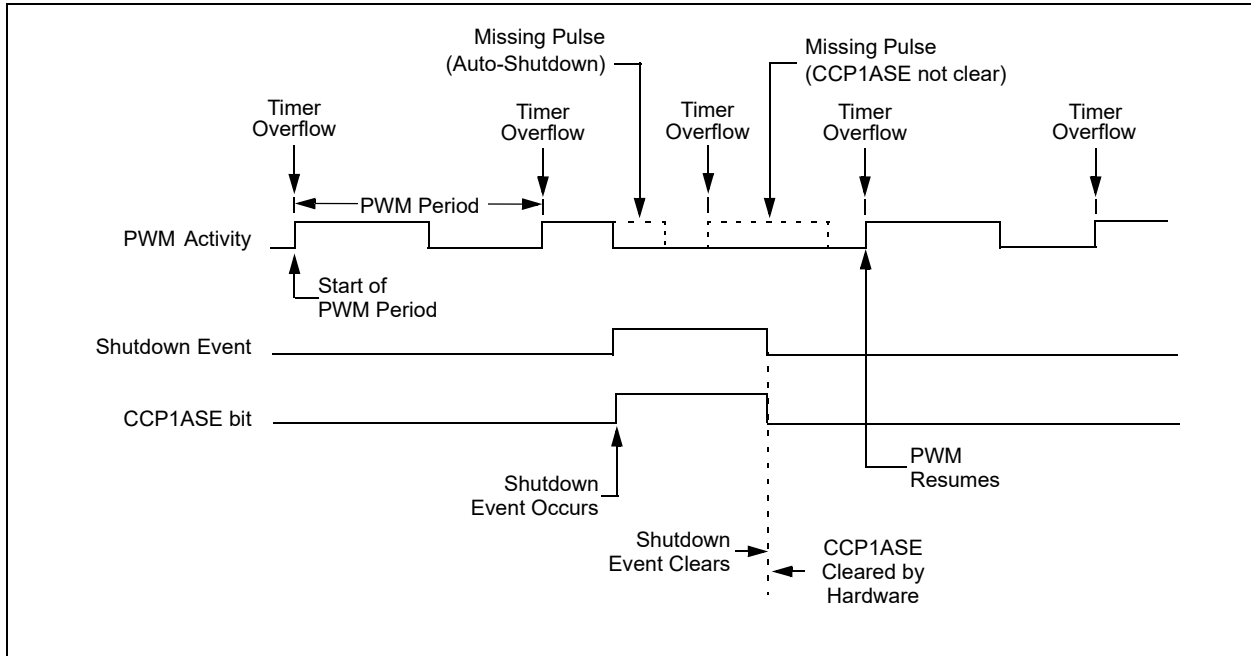 Missing Pulse
(Auto-Shutdown)
Missing Pulse
(CCP1ASE not clear)
Timer
Overflow
Timer
Overflow
Timer
Overflow
Timer
Overflow
Timer
Overflow
PWM Period
PWM Activity
Start of
PWM Period
Shutdown Event
CCP1ASE bit
Shutdown
Event Occurs
PWM
Resumes
Shutdown
Event Clears
CCP1ASE
Cleared by
Hardware